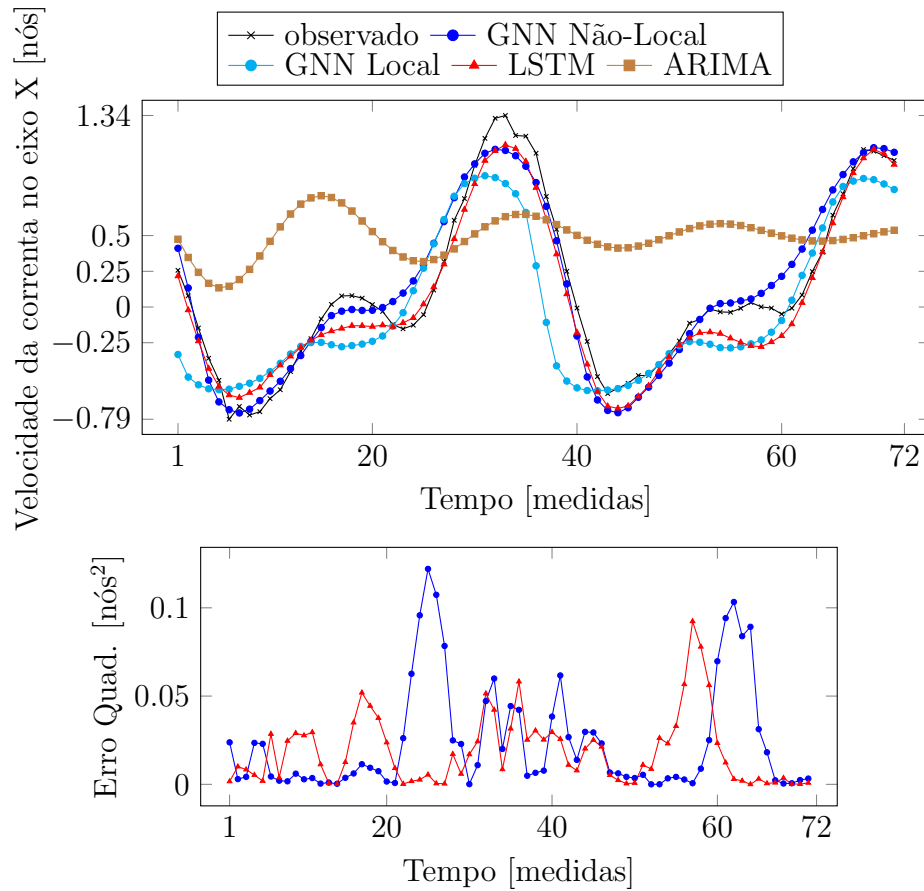 observado GNN Não-Local
GNN Local LSTM ARIMA
Velocidade da correnta no eixo X [nós]
1.34
0.5
0.25
0
−0.25
−0.79
1 20 40 60 72
Tempo [medidas]
Erro Quad. [nós²]
0.1
0.05
0
1 20 40 60 72
Tempo [medidas]